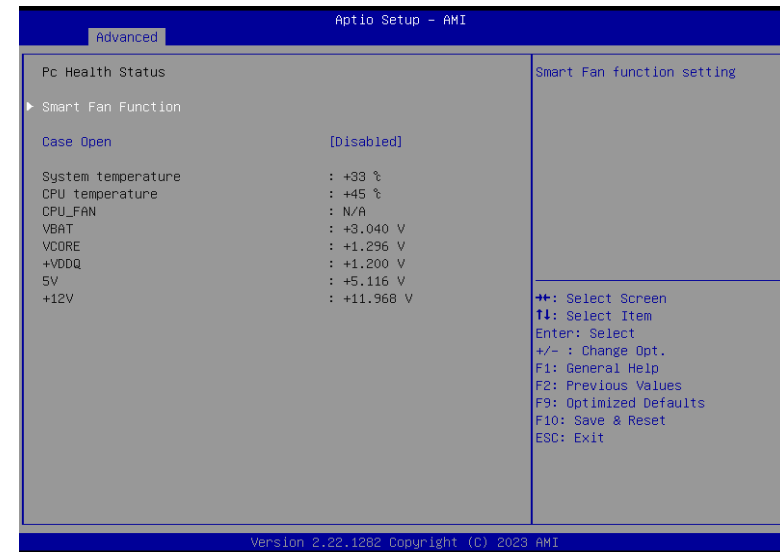 Aptio Setup – AMI
Advanced
Pc Health Status
Smart Fan Function
Case Open [Disabled]
System temperature : +33 ℃
CPU temperature : +45 ℃
CPU_FAN : N/A
VBAT : +3.040 V
VCORE : +1.296 V
+VDDQ : +1.200 V
5V : +5.116 V
+12V : +11.968 V
Smart Fan function setting
→←: Select Screen
↑↓: Select Item
Enter: Select
+/- : Change Opt.
F1: General Help
F2: Previous Values
F9: Optimized Defaults
F10: Save & Reset
ESC: Exit
Version 2.22.1282 Copyright (C) 2023 AMI